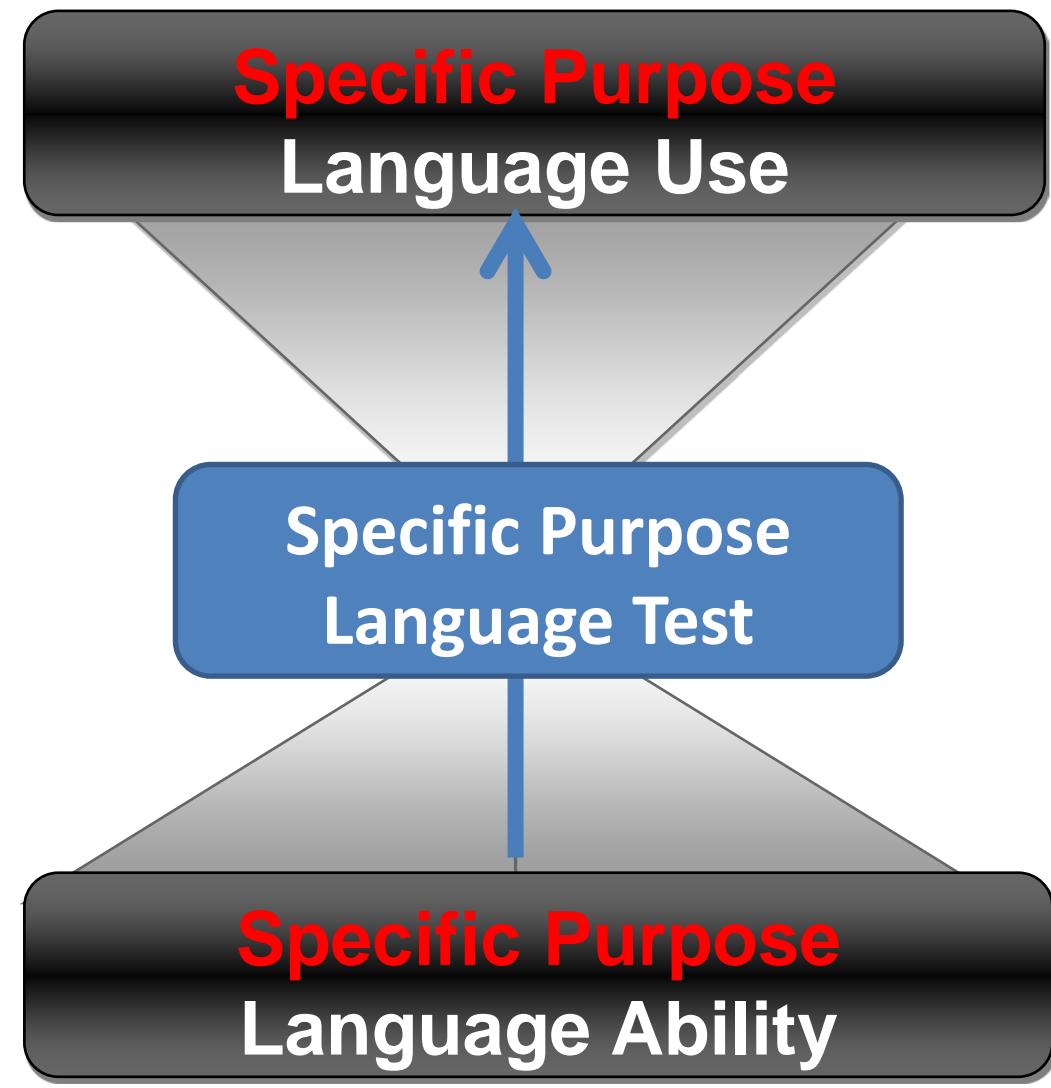 Specific Purpose
Language Use
Specific Purpose
Language Test
Specific Purpose
Language Ability